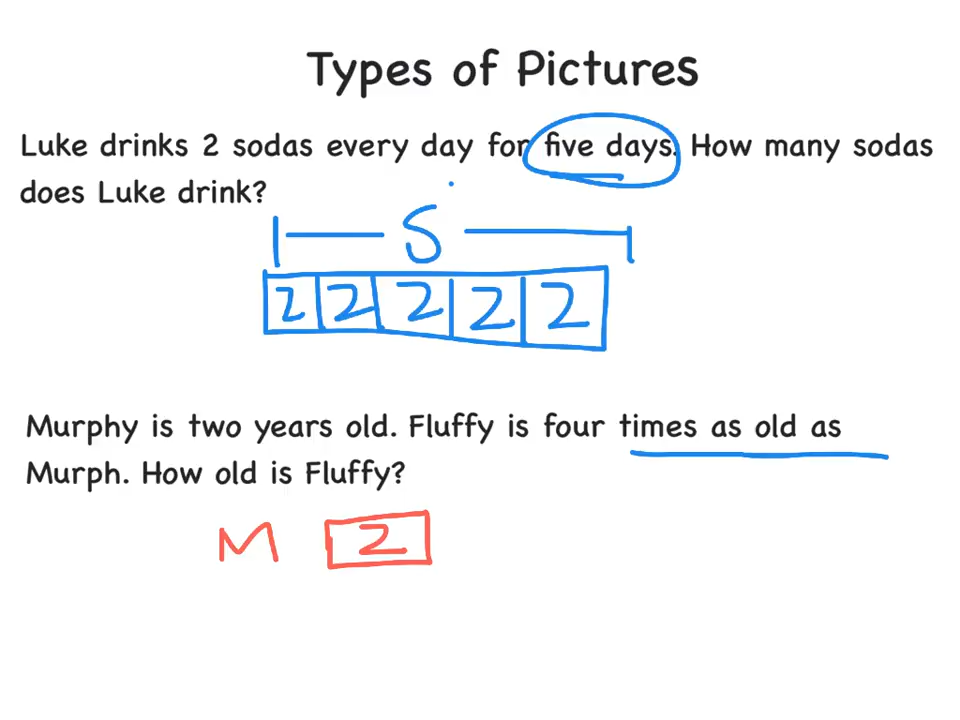 Types of Pictures
Luke drinks 2 sodas every day for five days. How many sodas
does Luke drink?
S
2 2 2 2 2
Murphy is two years old. Fluffy is four times as old as
Murph. How old is Fluffy?
M 2